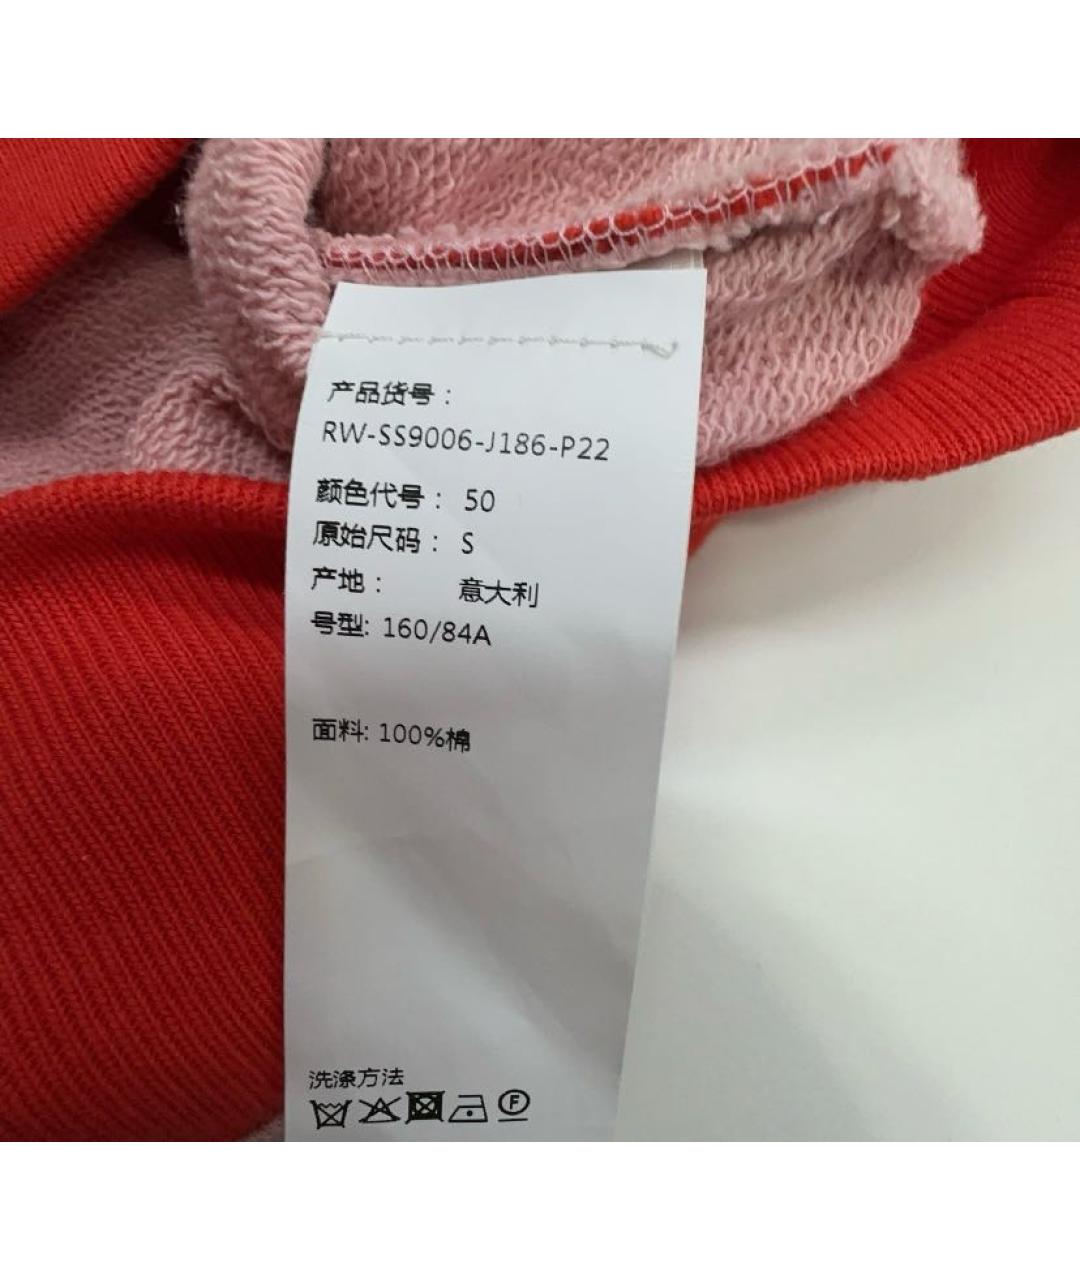 产品货号：
RW-SS9006-J186-P22
颜色代号： 50
原始尺码： S
产地： 意大利
号型: 160/84A
面料: 100%棉
洗涤方法
F